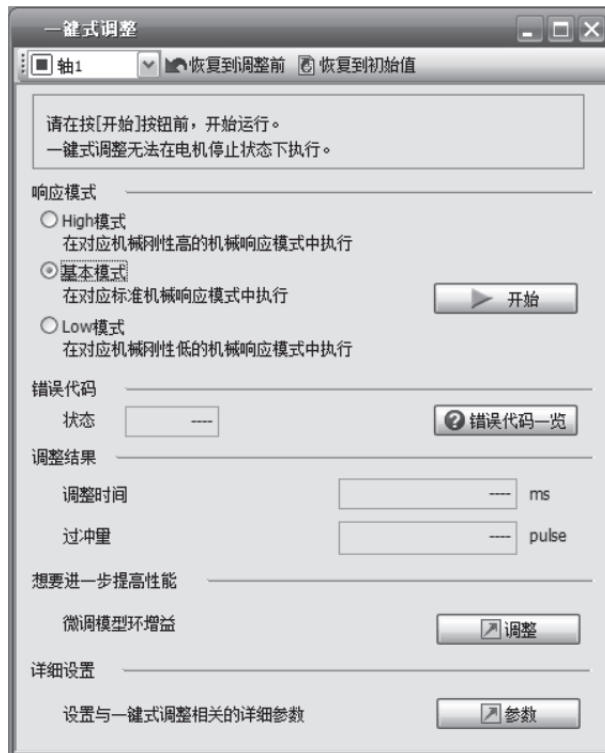 一键式调整
轴1 恢复到调整前 恢复到初始值
请在按[开始]按钮前，开始运行。
一键式调整无法在电机停止状态下执行。
响应模式
High模式
在对应机械刚性高的机械响应模式中执行
基本模式
在对应标准机械响应模式中执行
开始
Low模式
在对应机械刚性低的机械响应模式中执行
错误代码
状态 ---- 错误代码一览
调整结果
调整时间 ---- ms
过冲量 ---- pulse
想要进一步提高性能
微调模型环增益 调整
详细设置
设置与一键式调整相关的详细参数 参数